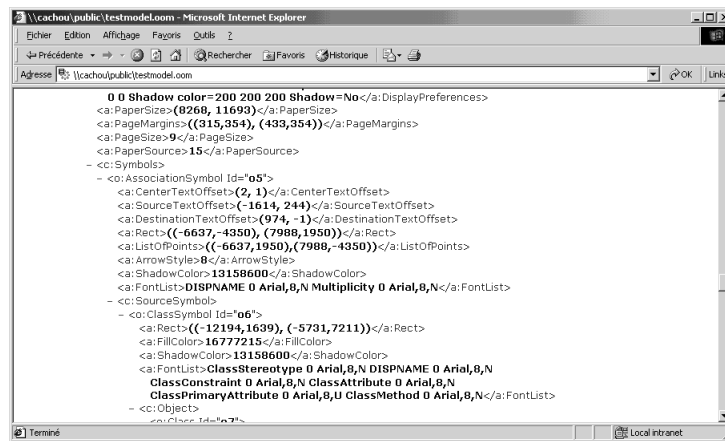 \\cachou\public\testmodel.oom - Microsoft Internet Explorer
Fichier Edition Affichage Favoris Outils ?
Précédente Rechercher Favoris Historique
Adresse \\cachou\public\testmodel.oom OK Links
0 0 Shadow color=200 200 200 Shadow=No</a:DisplayPreferences>
<a:PaperSize>(8268, 11693)</a:PaperSize>
<a:PageMargins>((315,354), (433,354))</a:PageMargins>
<a:PageSize>9</a:PageSize>
<a:PaperSource>15</a:PaperSource>
- <c:Symbols>
- <o:AssociationSymbol Id="o5">
<a:CenterTextOffset>(2, 1)</a:CenterTextOffset>
<a:SourceTextOffset>(-1614, 244)</a:SourceTextOffset>
<a:DestinationTextOffset>(974, -1)</a:DestinationTextOffset>
<a:Rect>((-6637,-4350), (7988,1950))</a:Rect>
<a:ListOfPoints>((-6637,1950),(7988,-4350))</a:ListOfPoints>
<a:ArrowStyle>8</a:ArrowStyle>
<a:ShadowColor>13158600</a:ShadowColor>
<a:FontList>DISPNAME 0 Arial,8,N Multiplicity 0 Arial,8,N</a:FontList>
- <c:SourceSymbol>
- <o:ClassSymbol Id="o6">
<a:Rect>((-12194,1639), (-5731,7211))</a:Rect>
<a:FillColor>16777215</a:FillColor>
<a:ShadowColor>13158600</a:ShadowColor>
<a:FontList>ClassStereotype 0 Arial,8,N DISPNAME 0 Arial,8,N
ClassConstraint 0 Arial,8,N ClassAttribute 0 Arial,8,N
ClassPrimaryAttribute 0 Arial,8,U ClassMethod 0 Arial,8,N</a:FontList>
- <c:Object>
<o:Class Id="o7">
Terminé Local intranet